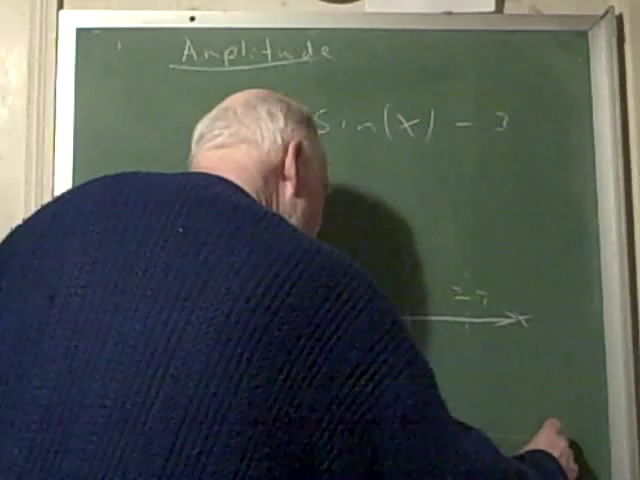 Amplitude
sin(x) - 3
2π
x